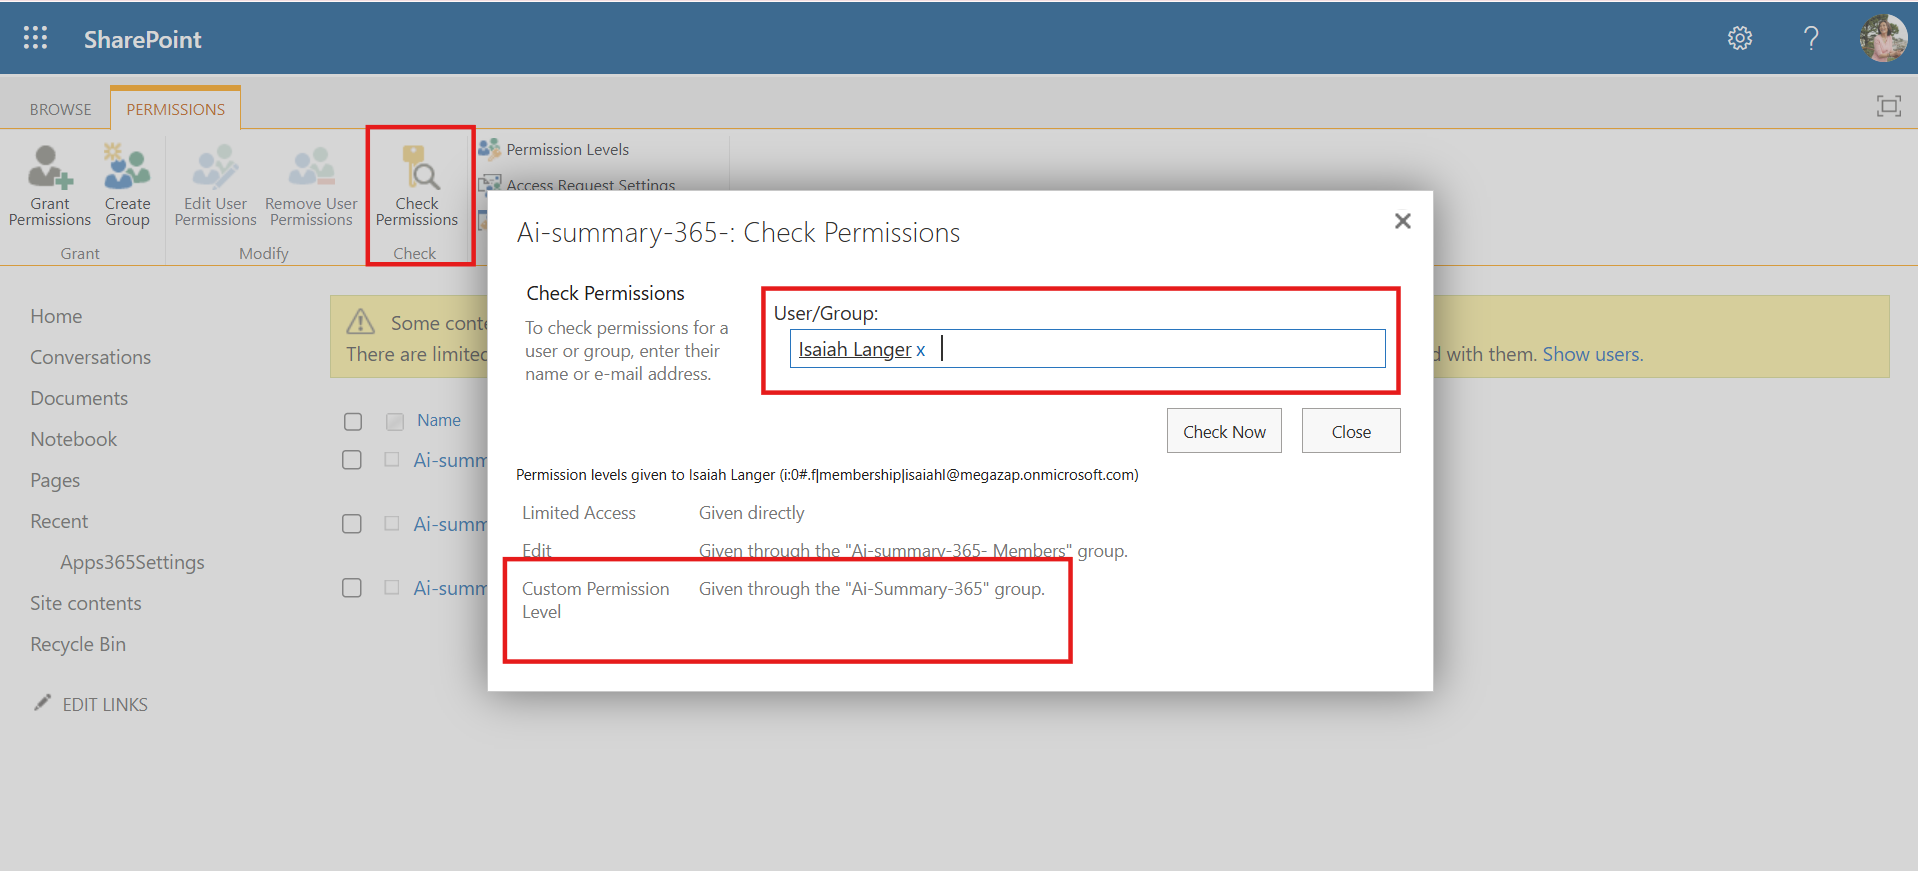 SharePoint
?
BROWSE
PERMISSIONS
Grant Permissions
Create Group
Edit User Permissions
Remove User Permissions
Check Permissions
Permission Levels
Access Request Settings
Grant
Modify
Check
Home
Conversations
Documents
Notebook
Pages
Recent
Apps365Settings
Site contents
Recycle Bin
EDIT LINKS
Some conte
There are limited
with them. Show users.
Name
Ai-summ
Ai-summ
Ai-summ
Ai-summary-365-: Check Permissions
Check Permissions
To check permissions for a
user or group, enter their
name or e-mail address.
User/Group:
Isaiah Langer x
Check Now
Close
Permission levels given to Isaiah Langer (i:0#.f|membership|isaiahl@megazap.onmicrosoft.com)
Limited Access Given directly
Edit Given through the "Ai-summary-365- Members" group.
Custom Permission Given through the "Ai-Summary-365" group.
Level